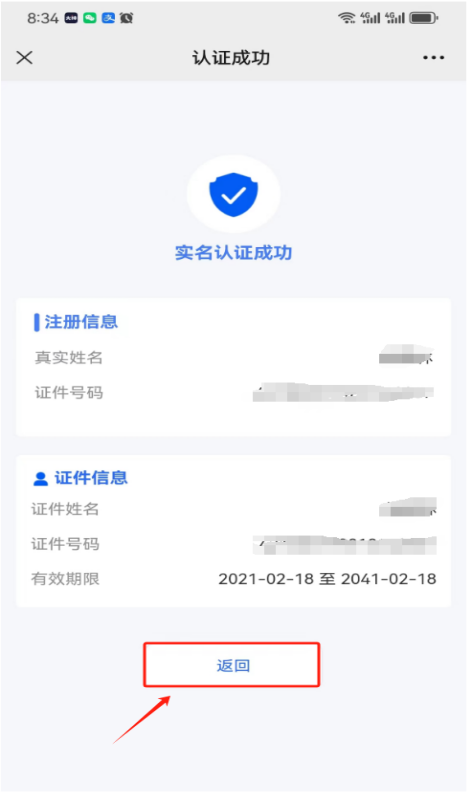 8:34
认证成功
实名认证成功
注册信息
真实姓名
证件号码
证件信息
证件姓名
证件号码
有效期限 2021-02-18 至 2041-02-18
返回